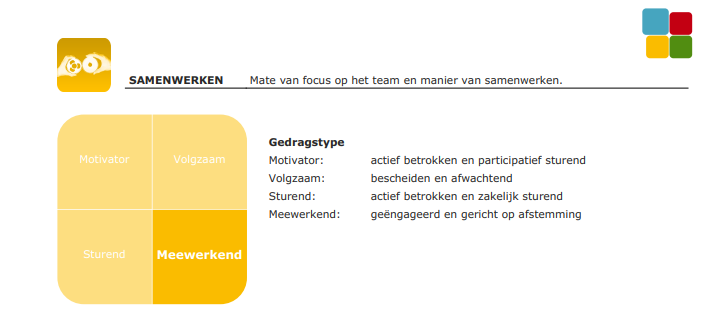 SAMENWERKEN Mate van focus op het team en manier van samenwerken.
Motivator Volgzaam
Sturend Meewerkend
Gedragstype
Motivator: actief betrokken en participatief sturend
Volgzaam: bescheiden en afwachtend
Sturend: actief betrokken en zakelijk sturend
Meewerkend: geëngageerd en gericht op afstemming